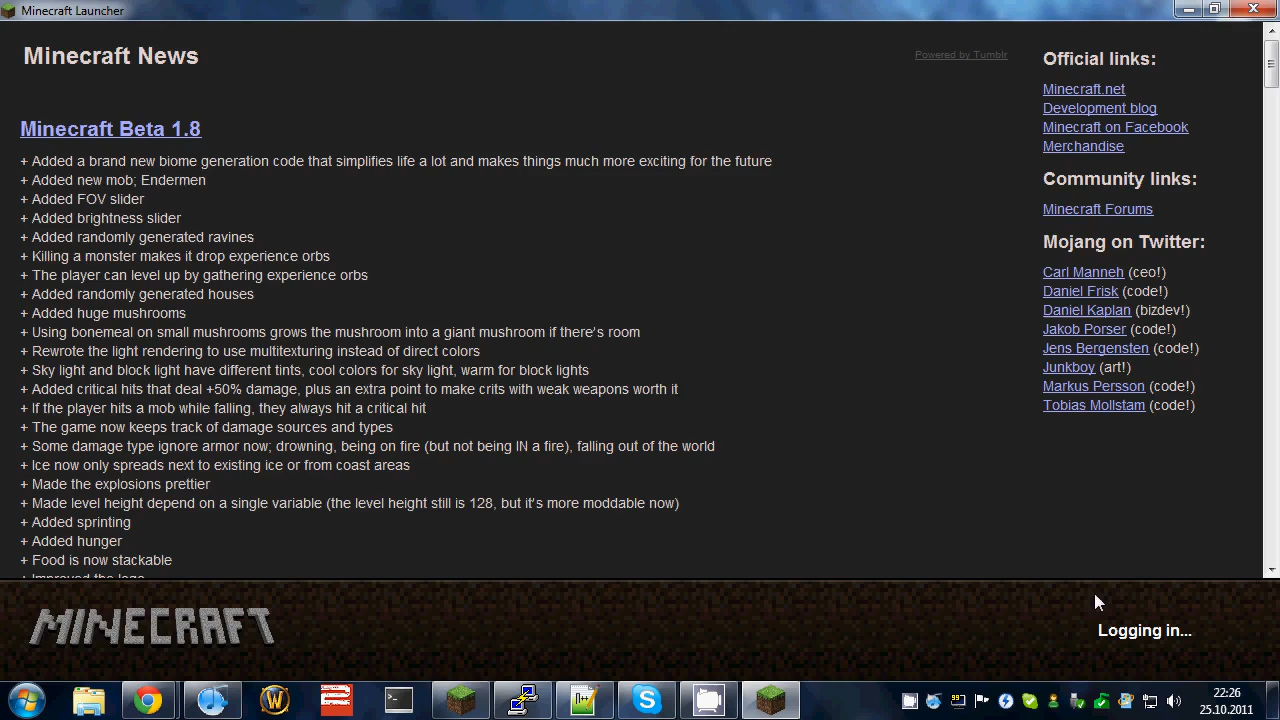 Minecraft Launcher
Minecraft News
Powered by Tumblr
Minecraft Beta 1.8
+ Added a brand new biome generation code that simplifies life a lot and makes things much more exciting for the future
+ Added new mob; Endermen
+ Added FOV slider
+ Added brightness slider
+ Added randomly generated ravines
+ Killing a monster makes it drop experience orbs
+ The player can level up by gathering experience orbs
+ Added randomly generated houses
+ Added huge mushrooms
+ Using bonemeal on small mushrooms grows the mushroom into a giant mushroom if there's room
+ Rewrote the light rendering to use multitexturing instead of direct colors
+ Sky light and block light have different tints, cool colors for sky light, warm for block lights
+ Added critical hits that deal +50% damage, plus an extra point to make crits with weak weapons worth it
+ If the player hits a mob while falling, they always hit a critical hit
+ The game now keeps track of damage sources and types
+ Some damage type ignore armor now; drowning, being on fire (but not being IN a fire), falling out of the world
+ Ice now only spreads next to existing ice or from coast areas
+ Made the explosions prettier
+ Made level height depend on a single variable (the level height still is 128, but it's more moddable now)
+ Added sprinting
+ Added hunger
+ Food is now stackable
+ Improved the logo
Official links:
Minecraft.net
Development blog
Minecraft on Facebook
Merchandise
Community links:
Minecraft Forums
Mojang on Twitter:
Carl Manneh (ceo!)
Daniel Frisk (code!)
Daniel Kaplan (bizdev!)
Jakob Porser (code!)
Jens Bergensten (code!)
Junkboy (art!)
Markus Persson (code!)
Tobias Mollstam (code!)
MINECRAFT
Logging in...
22:26
25.10.2011